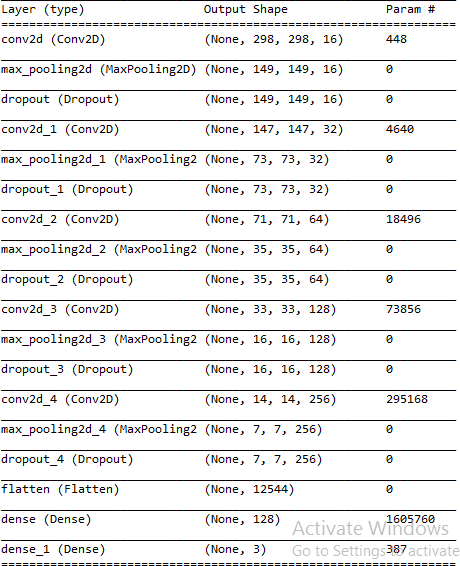 Layer (type) Output Shape Param #
conv2d (Conv2D) (None, 298, 298, 16) 448
max_pooling2d (MaxPooling2D) (None, 149, 149, 16) 0
dropout (Dropout) (None, 149, 149, 16) 0
conv2d_1 (Conv2D) (None, 147, 147, 32) 4640
max_pooling2d_1 (MaxPooling2 (None, 73, 73, 32) 0
dropout_1 (Dropout) (None, 73, 73, 32) 0
conv2d_2 (Conv2D) (None, 71, 71, 64) 18496
max_pooling2d_2 (MaxPooling2 (None, 35, 35, 64) 0
dropout_2 (Dropout) (None, 35, 35, 64) 0
conv2d_3 (Conv2D) (None, 33, 33, 128) 73856
max_pooling2d_3 (MaxPooling2 (None, 16, 16, 128) 0
dropout_3 (Dropout) (None, 16, 16, 128) 0
conv2d_4 (Conv2D) (None, 14, 14, 256) 295168
max_pooling2d_4 (MaxPooling2 (None, 7, 7, 256) 0
dropout_4 (Dropout) (None, 7, 7, 256) 0
flatten (Flatten) (None, 12544) 0
dense (Dense) (None, 128) 1605760
Activate Windows
dense_1 (Dense) (None, 3) 387
Go to Settings to activate